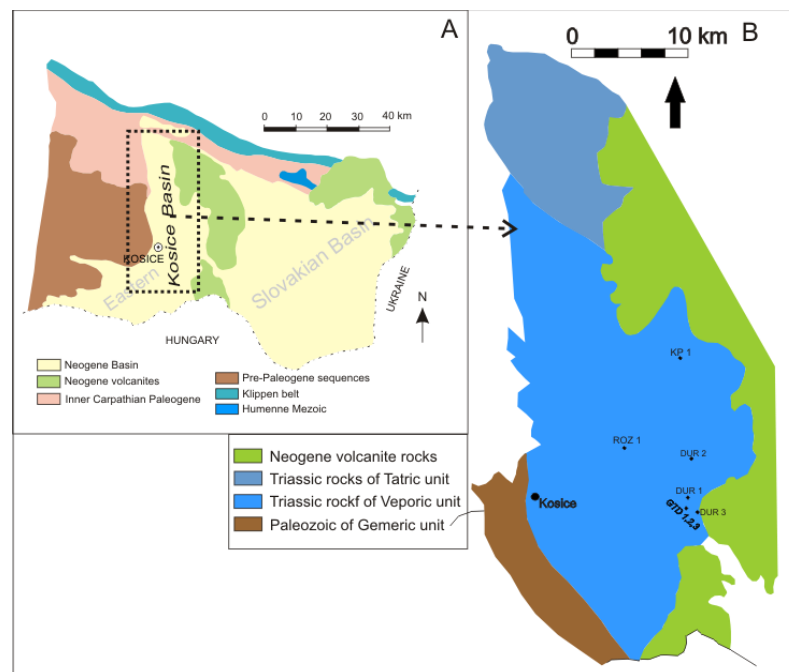 A
0 10 20 30 40 km
Kosice Basin
KOSICE
Eastern
Slovakian Basin
UKRAINE
N
HUNGARY
Neogene Basin
Neogene volcanites
Inner Carpathian Paleogene
Pre-Paleogene sequences
Klippen belt
Humenne Mezoic
Neogene volcanite rocks
Triassic rocks of Tatric unit
Triassic rockf of Veporic unit
Paleozoic of Gemeric unit
B
0 10 km
KP 1
ROZ 1
DUR 2
DUR 1
GTD 1,2,3
DUR 3
Kosice